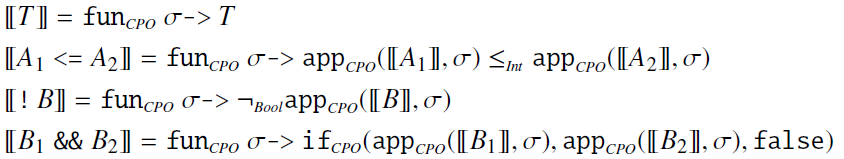 ⟦T⟧ = fun_CPO σ-> T
⟦A₁ <= A₂⟧ = fun_CPO σ-> app_CPO(⟦A₁⟧, σ) ≤_Int app_CPO(⟦A₂⟧, σ)
⟦! B⟧ = fun_CPO σ-> ¬_Bool app_CPO(⟦B⟧, σ)
⟦B₁ && B₂⟧ = fun_CPO σ-> if_CPO(app_CPO(⟦B₁⟧, σ), app_CPO(⟦B₂⟧, σ), false)